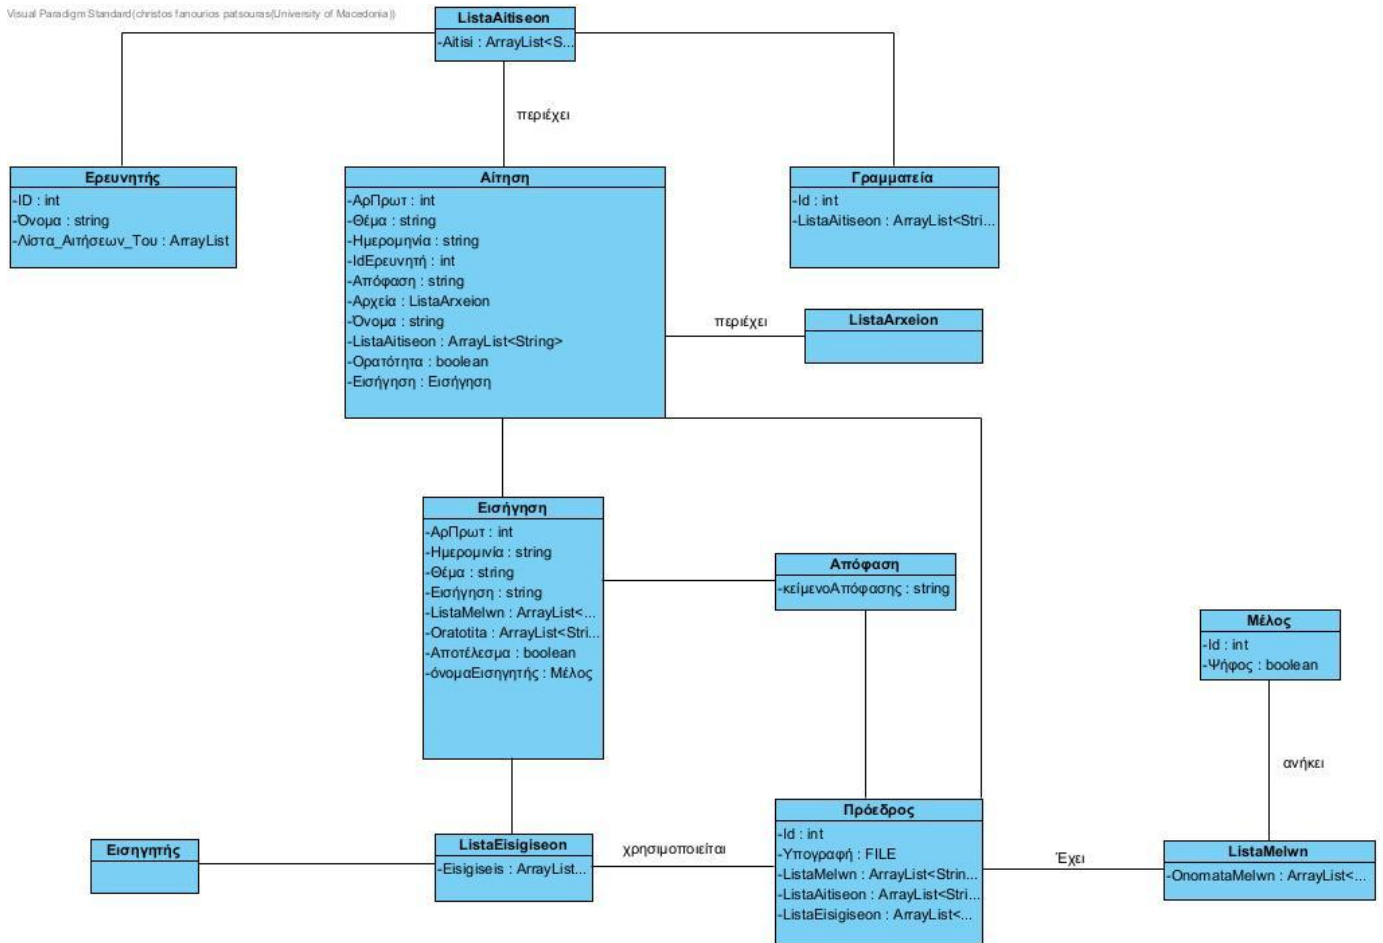 Visual Paradigm Standard(christos fanourios patsouras(University of Macedonia))
ListaAitiseon
-Aitisi : ArrayList<S...
περιέχει
Ερευνητής
-ID : int
-Όνομα : string
-Λίστα_Αιτήσεων_Του : ArrayList
Αίτηση
-ΑρΠρωτ : int
-Θέμα : string
-Ημερομηνία : string
-IdΕρευνητή : int
-Απόφαση : string
-Αρχεία : ListaArxeion
-Όνομα : string
-ListaAitiseon : ArrayList<String>
-Ορατότητα : boolean
-Εισήγηση : Εισήγηση
Γραμματεία
-Id : int
-ListaAitiseon : ArrayList<Stri...
περιέχει
ListaArxeion
Εισήγηση
-ΑρΠρωτ : int
-Ημερομινία : string
-Θέμα : string
-Εισήγηση : string
-ListaMelwn : ArrayList<...
-Oratotita : ArrayList<Stri...
-Αποτέλεσμα : boolean
-όνομαΕισηγητής : Μέλος
Απόφαση
-κείμενοΑπόφασης : string
Μέλος
-Id : int
-Ψήφος : boolean
ανήκει
Εισηγητής
ListaEisigiseon
-Eisigiseis : ArrayList...
χρησιμοποιείται
Πρόεδρος
-Id : int
-Υπογραφή : FILE
-ListaMelwn : ArrayList<Strin...
-ListaAitiseon : ArrayList<Stri...
-ListaEisigiseon : ArrayList<...
Έχει
ListaMelwn
-OnomataMelwn : ArrayList<...